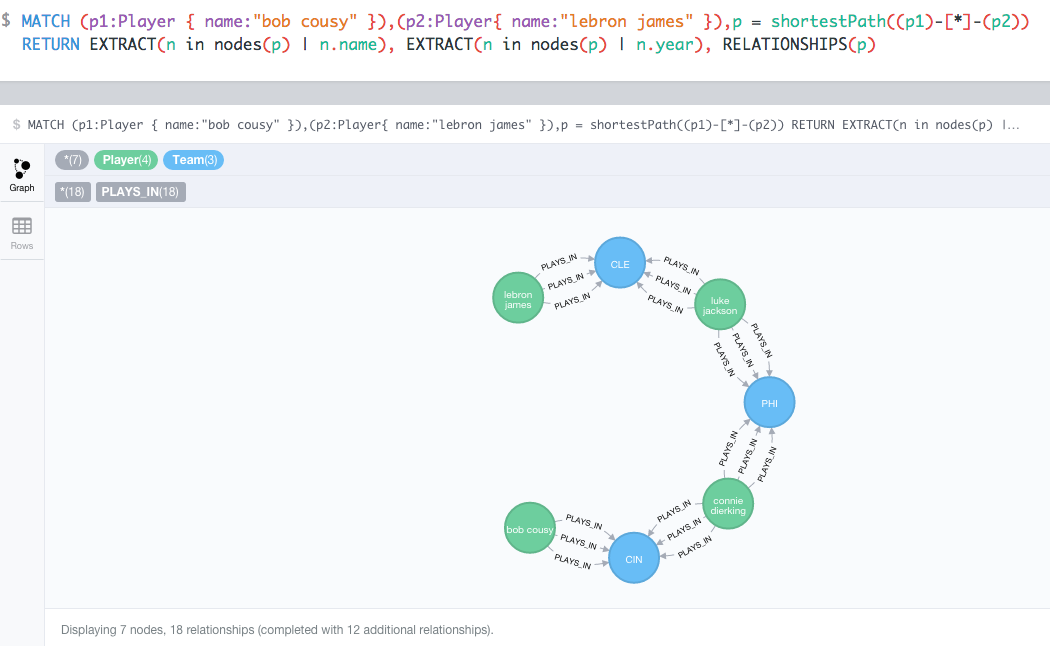 $ MATCH (p1:Player { name:"bob cousy" }),(p2:Player{ name:"lebron james" }),p = shortestPath((p1)-[*]-(p2))
RETURN EXTRACT(n in nodes(p) | n.name), EXTRACT(n in nodes(p) | n.year), RELATIONSHIPS(p)
$ MATCH (p1:Player { name:"bob cousy" }),(p2:Player{ name:"lebron james" }),p = shortestPath((p1)-[*]-(p2)) RETURN EXTRACT(n in nodes(p) |...
Graph
Rows
*(7) Player(4) Team(3)
*(18) PLAYS_IN(18)
CLE
PLAYS_IN
PLAYS_IN
PLAYS_IN
PLAYS_IN
PLAYS_IN
PLAYS_IN
lebron
james
luke
jackson
PLAYS_IN
PLAYS_IN
PLAYS_IN
PHI
PLAYS_IN
PLAYS_IN
PLAYS_IN
connie
dierking
PLAYS_IN
PLAYS_IN
PLAYS_IN
bob cousy
PLAYS_IN
PLAYS_IN
PLAYS_IN
CIN
Displaying 7 nodes, 18 relationships (completed with 12 additional relationships).